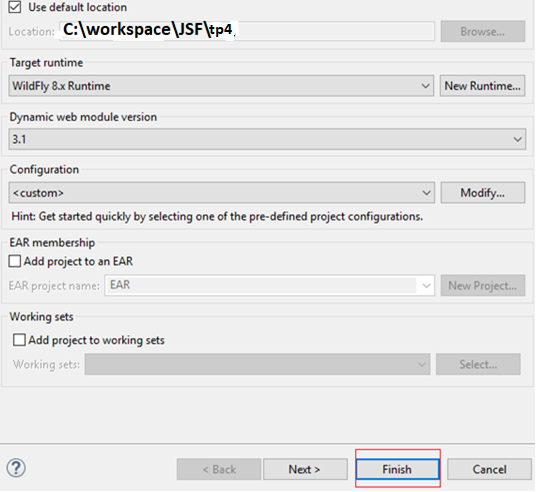 Use default location
Location: C:\workspace\JSF\tp4 Browse...
Target runtime
WildFly 8.x Runtime New Runtime...
Dynamic web module version
3.1
Configuration
<custom> Modify...
Hint: Get started quickly by selecting one of the pre-defined project configurations.
EAR membership
Add project to an EAR
EAR project name: EAR New Project...
Working sets
Add project to working sets
Working sets: Select...
? < Back Next > Finish Cancel